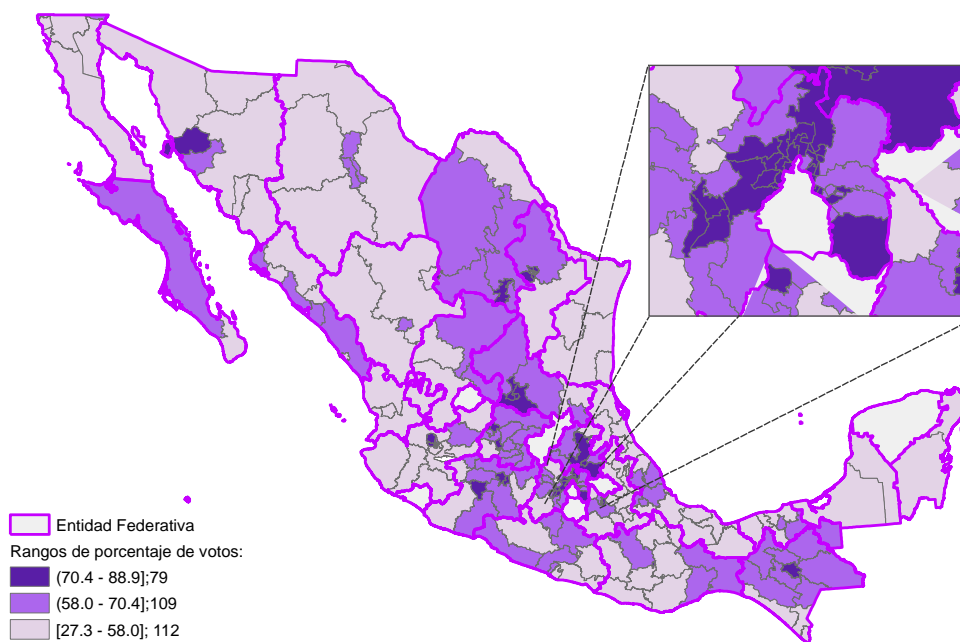 Entidad Federativa
Rangos de porcentaje de votos:
(70.4 - 88.9];79
(58.0 - 70.4];109
[27.3 - 58.0]; 112